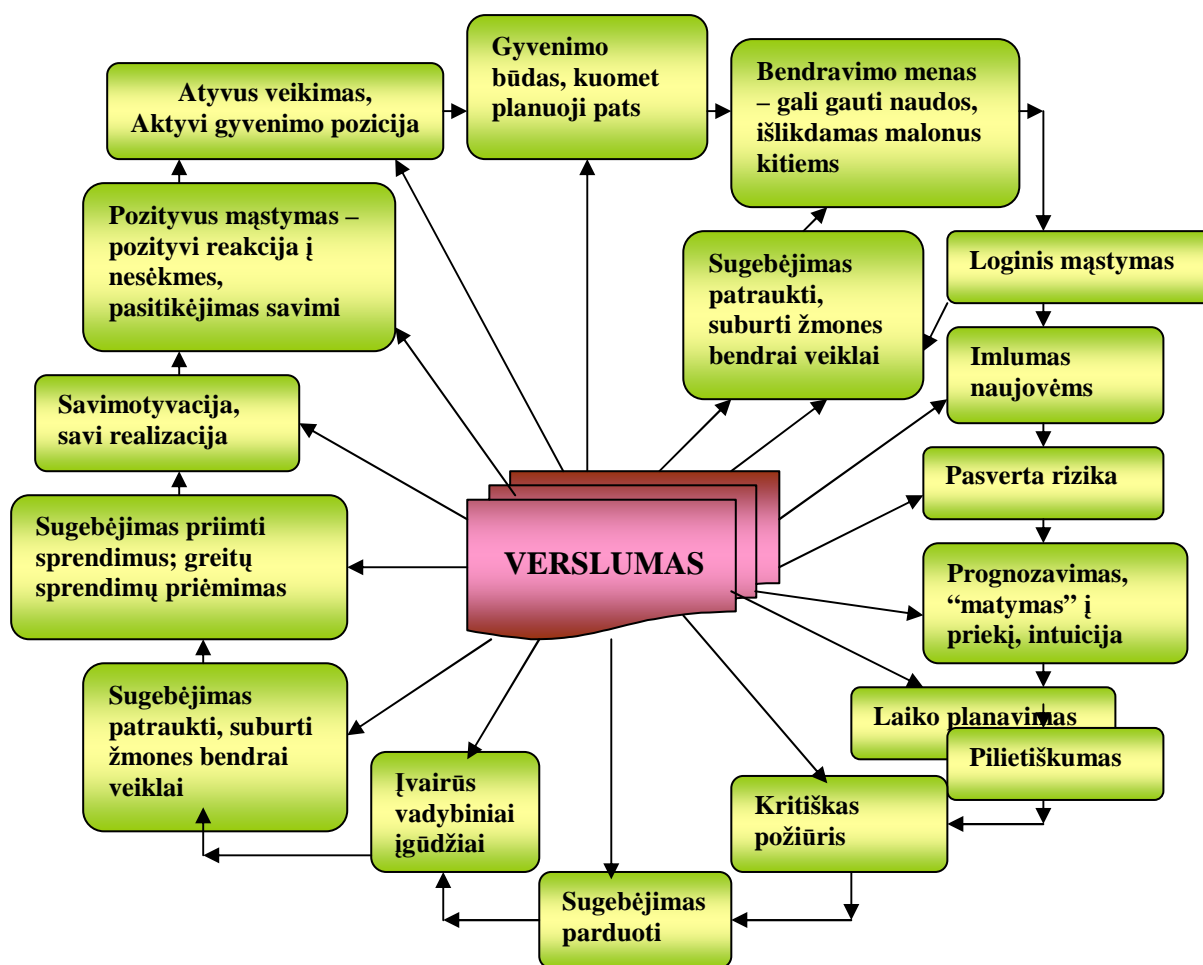 Gyvenimo
būdas, kuomet
planuoji pats
Bendravimo menas
– gali gauti naudos,
išlikdamas malonus
kitiems
Atyvus veikimas,
Aktyvi gyvenimo pozicija
Pozityvus mąstymas –
pozityvi reakcija į
nesėkmes,
pasitikėjimas savimi
Sugebėjimas
patraukti,
suburti žmones
bendrai veiklai
Loginis mąstymas
Imlumas
naujovėms
Savimotyvacija,
savi realizacija
Pasverta rizika
Sugebėjimas priimti
sprendimus; greitų
sprendimų priėmimas
VERSLUMAS
Prognozavimas,
“matymas” į
priekį, intuicija
Sugebėjimas
patraukti, suburti
žmones bendrai
veiklai
Laiko planavimas
Pilietiškumas
Įvairūs
vadybiniai
įgūdžiai
Kritiškas
požiūris
Sugebėjimas
parduoti